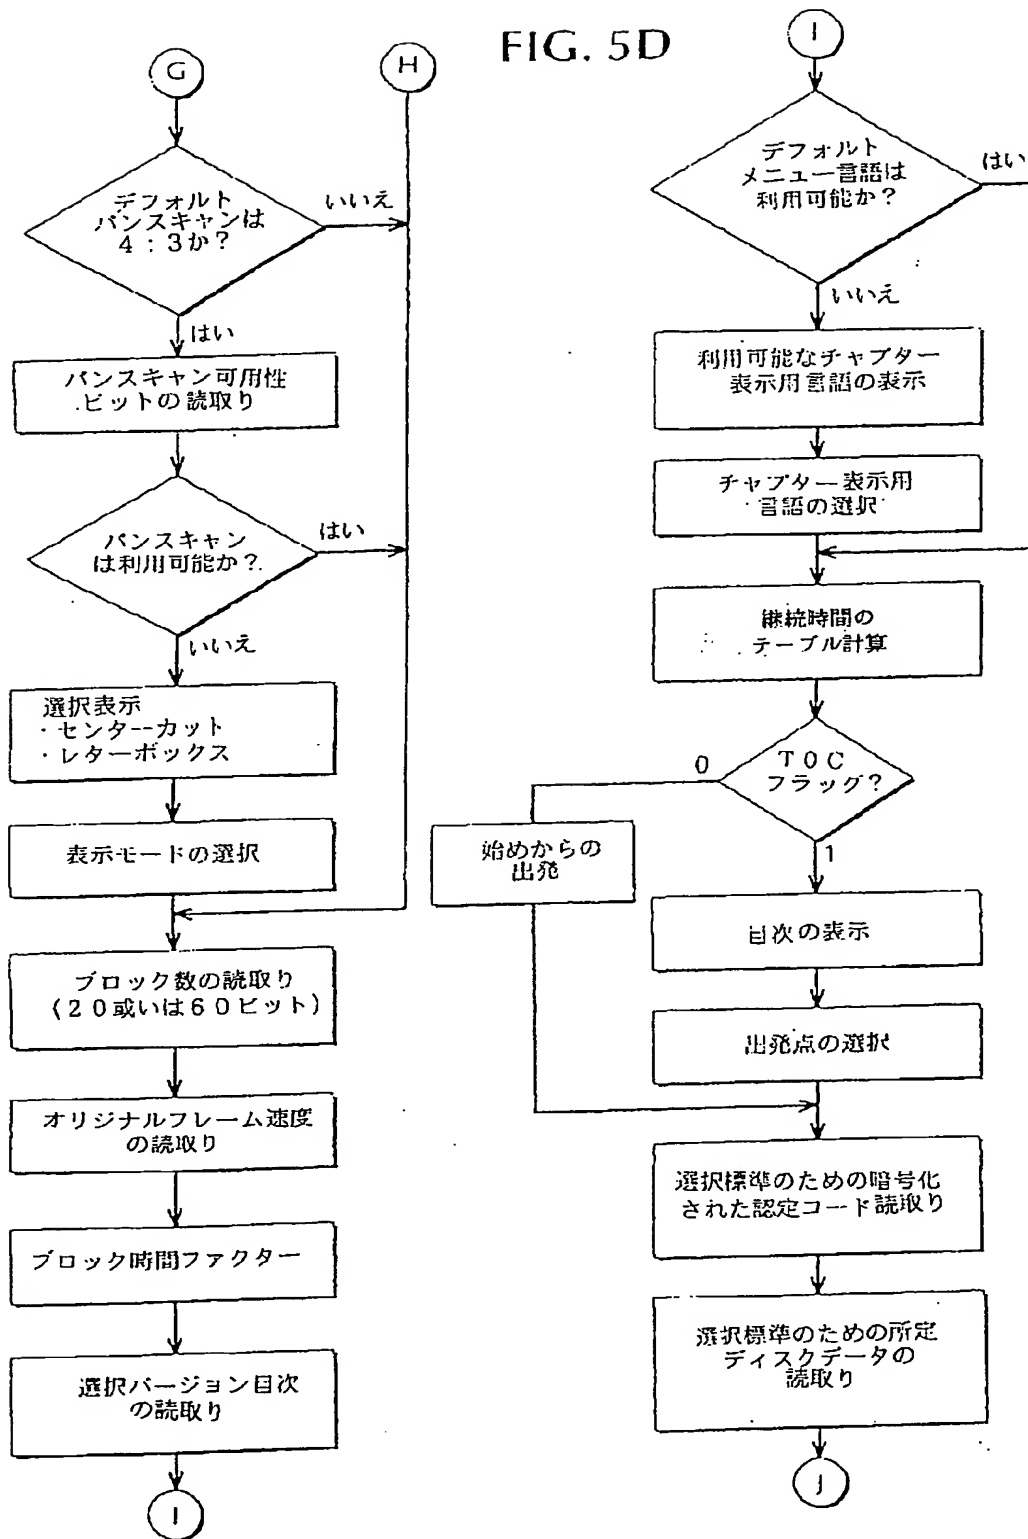 FIG. 5D
G
H
デフォルト
パンスキャンは
4：3か？
いいえ
はい
パンスキャン可用性
ビットの読取り
パンスキャン
は利用可能か？
はい
いいえ
選択表示
・センターカット
・レターボックス
表示モードの選択
ブロック数の読取り
（20或いは60ビット）
オリジナルフレーム速度
の読取り
ブロック時間ファクター
選択バージョン目次
の読取り
I
I
デフォルト
メニュー言語は
利用可能か？
はい
いいえ
利用可能なチャプター
表示用言語の表示
チャプター表示用
言語の選択
継続時間の
テーブル計算
TOC
フラッグ？
0
1
始めからの
出発
目次の表示
出発点の選択
選択標準のための暗号化
された認定コード読取り
選択標準のための所定
ディスクデータの
読取り
J